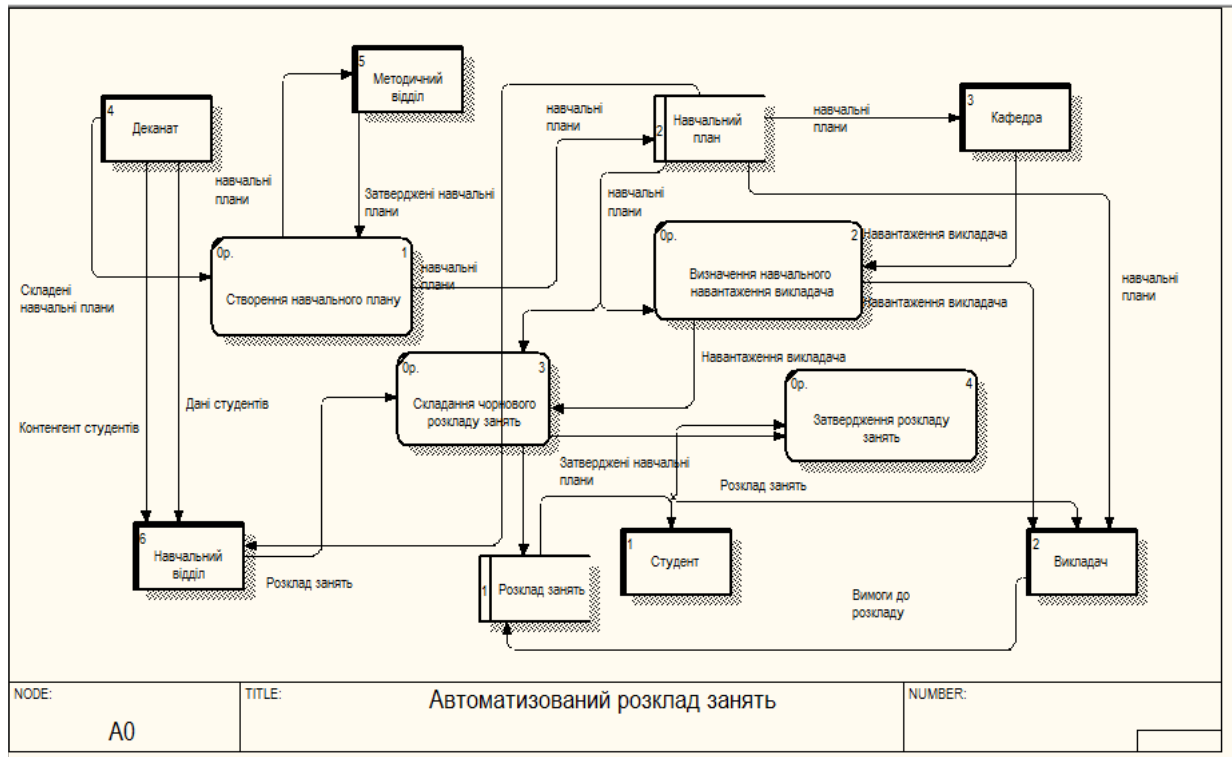 5
Методичний
відділ
4
Деканат
навчальні
плани
2
Навчальний
план
навчальні
плани
3
Кафедра
навчальні
плани
Затверджені навчальні
плани
навчальні
плани
0р.
1
Створення навчального плану
навчальні
плани
0р.
2
Визначення навчального
навантаження викладача
Навантаження викладача
Навантаження викладача
навчальні
плани
Складені
навчальні плани
0р.
3
Складання чорнового
розкладу занять
Навантаження викладача
0р.
4
Затвердження розкладу
занять
Дані студентів
Контенгент студентів
Затверджені навчальні
плани
Розклад занять
6
Навчальний
відділ
Розклад занять
1
Розклад занять
1
Студент
2
Викладач
Вимоги до
розкладу
NODE:
A0
TITLE:
Автоматизований розклад занять
NUMBER: